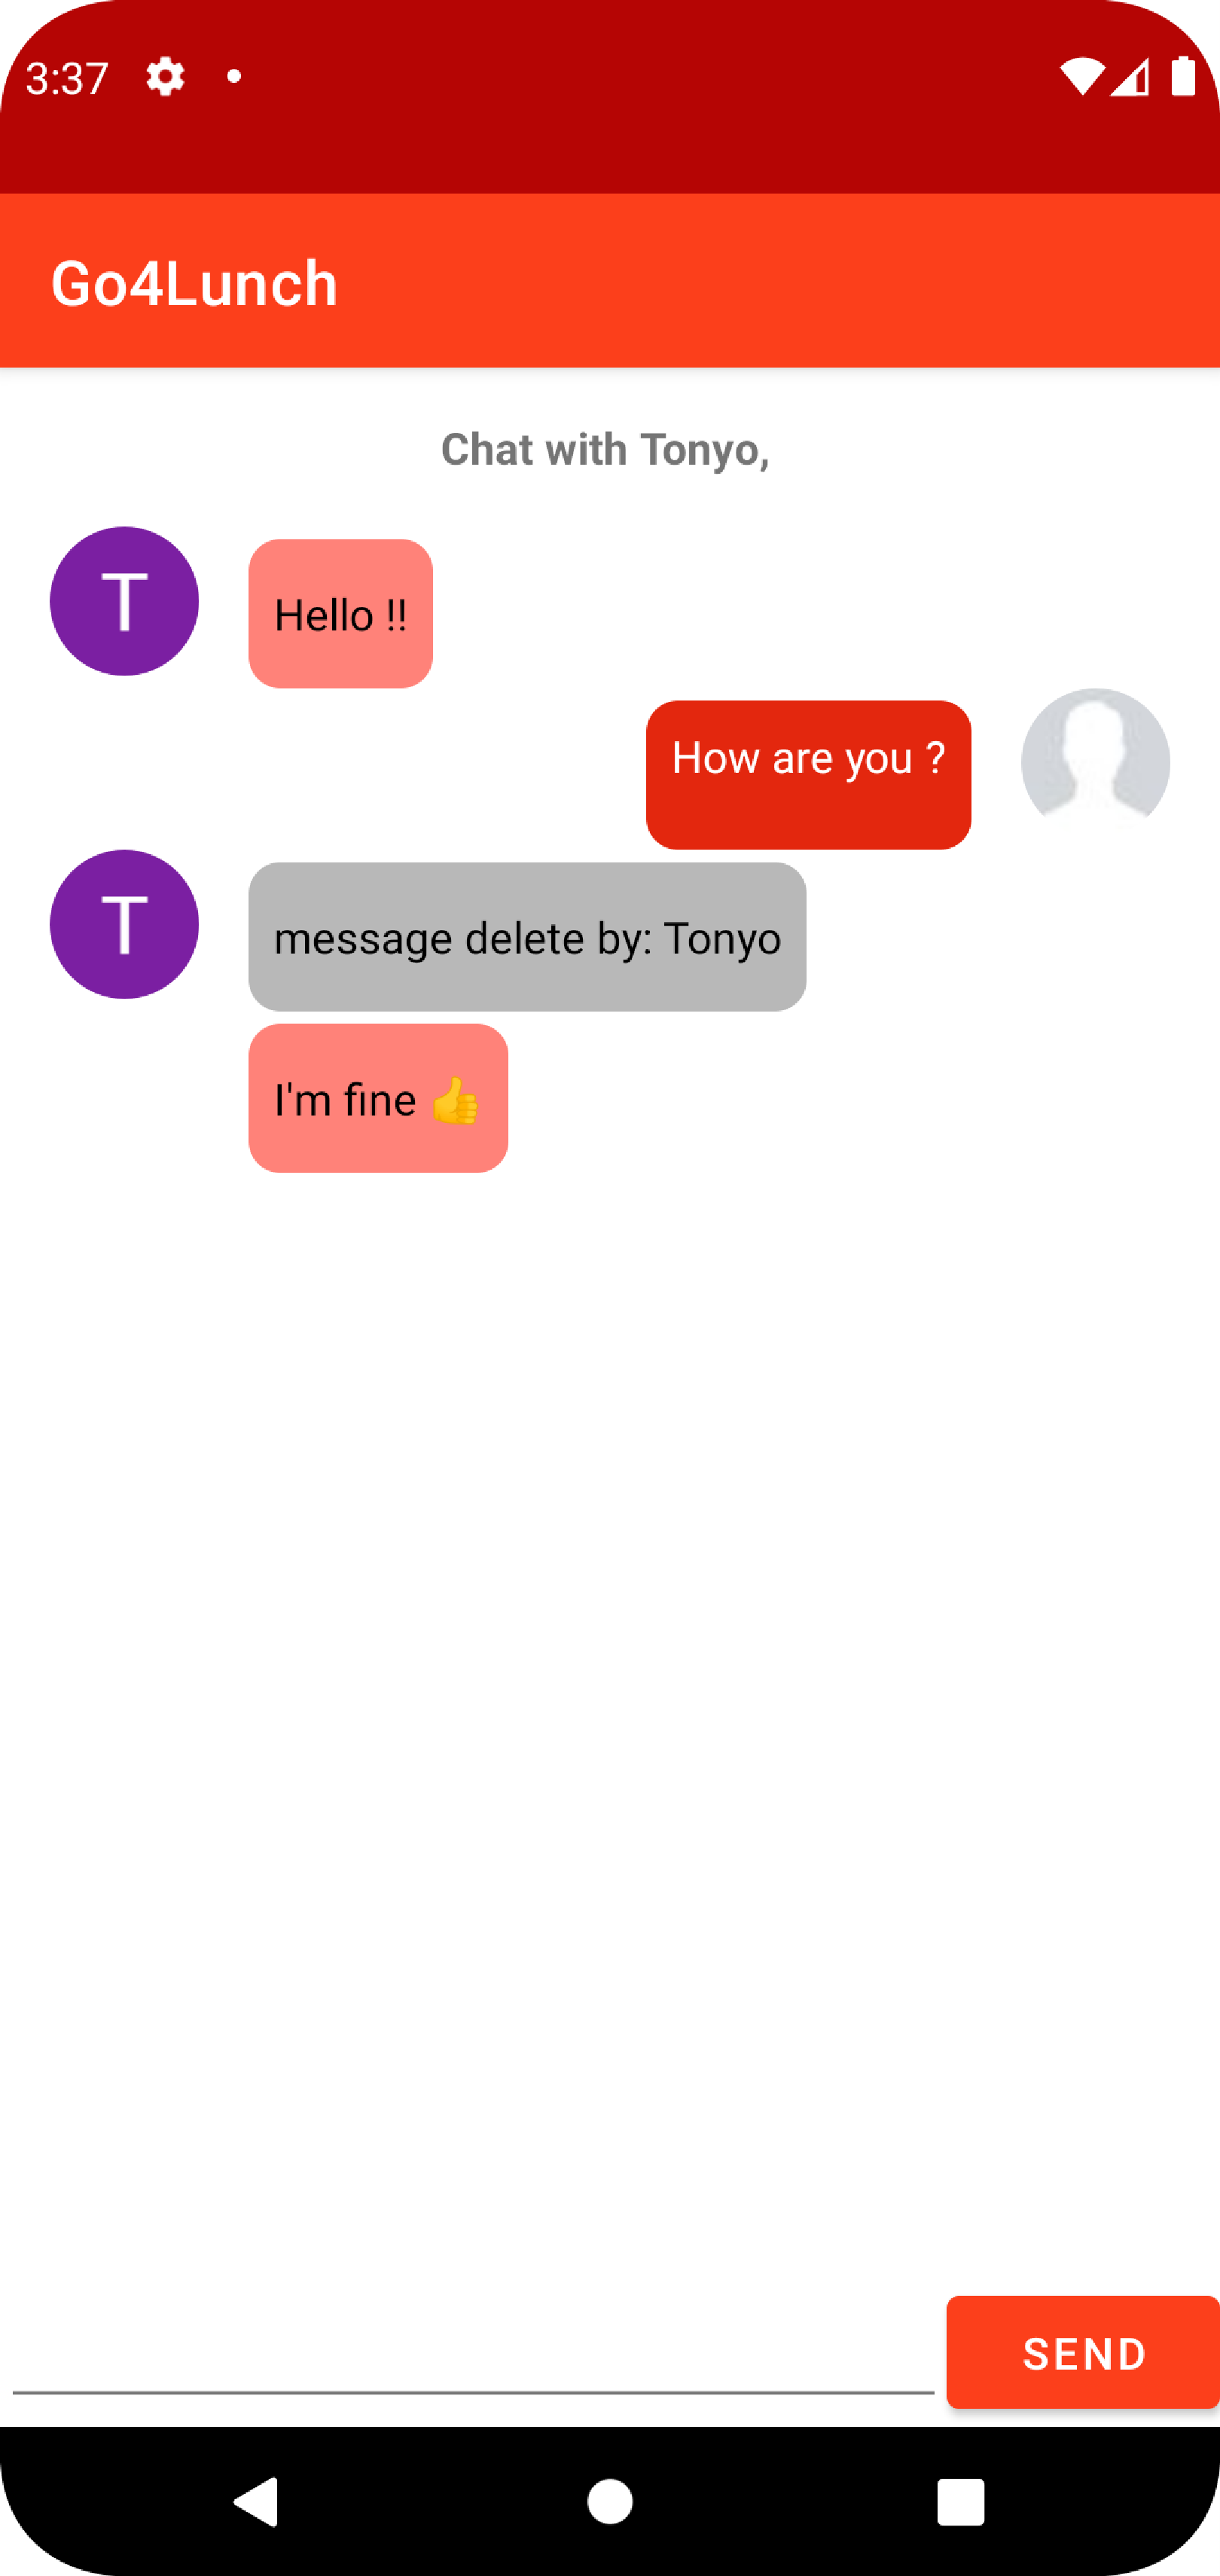 3:37
Go4Lunch
Chat with Tonyo,
T
Hello !!
How are you ?
T
message delete by: Tonyo
I'm fine 👍
SEND